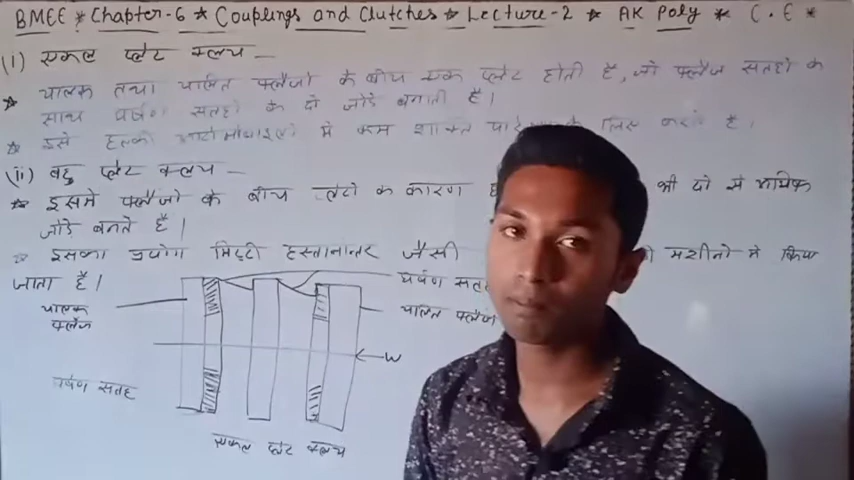 BMEE * Chapter-6 * Couplings and Clutches * Lecture-2 * AK Poly * C.E *
(i) एकल प्लेट क्लच —
* चालक तथा चालित फ्लैंजो के बीच एक प्लेट होती है, जो फ्लैंज सतहो के
साथ घर्षण सतहो के दो जोडे बनाती है।
* इसे हल्की आटोमोबाइलो मे कम शक्ति के लिए करते है।
(ii) बहु प्लेट क्लच —
* इसमे फ्लैंजो के बीच प्लेटो के कारण भी दो से अधिक
जोडे बनते है।
* इसका उपयोग मिट्टी हस्तानान्तर जैसी मशीनो मे किया
जाता है।
चालक
फ्लैंज
घर्षण
चालित फ्लैंज
W
घर्षण सतह
एकल प्लेट क्लच